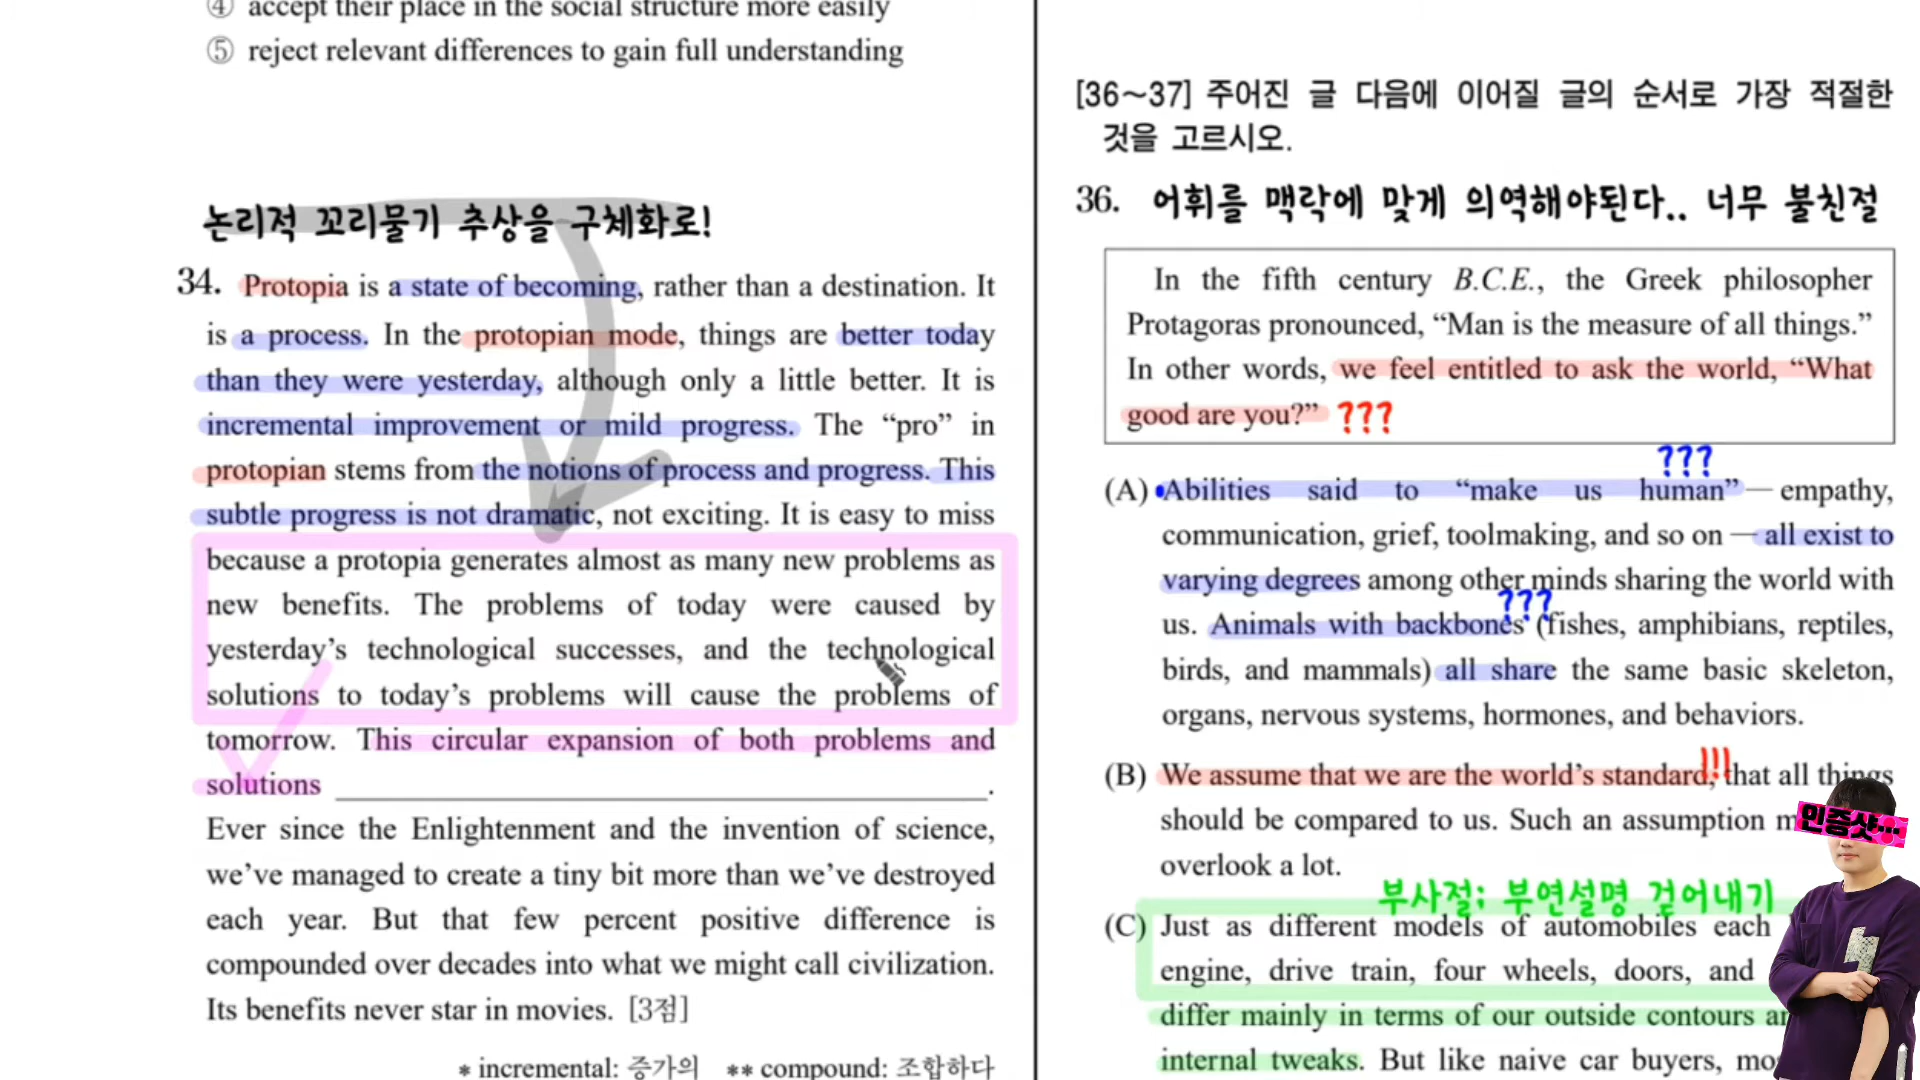 ④ accept their place in the social structure more easily
⑤ reject relevant differences to gain full understanding
논리적 꼬리물기 추상을 구체화로!
34. Protopia is a state of becoming, rather than a destination. It
is a process. In the protopian mode, things are better today
than they were yesterday, although only a little better. It is
incremental improvement or mild progress. The “pro” in
protopian stems from the notions of process and progress. This
subtle progress is not dramatic, not exciting. It is easy to miss
because a protopia generates almost as many new problems as
new benefits. The problems of today were caused by
yesterday’s technological successes, and the technological
solutions to today’s problems will cause the problems of
tomorrow. This circular expansion of both problems and
solutions ____________________.
Ever since the Enlightenment and the invention of science,
we’ve managed to create a tiny bit more than we’ve destroyed
each year. But that few percent positive difference is
compounded over decades into what we might call civilization.
Its benefits never star in movies. [3점]
* incremental: 증가의 ** compound: 조합하다
[36~37] 주어진 글 다음에 이어질 글의 순서로 가장 적절한
것을 고르시오.
36. 어휘를 맥락에 맞게 의역해야된다.. 너무 불친절
In the fifth century B.C.E., the Greek philosopher
Protagoras pronounced, “Man is the measure of all things.”
In other words, we feel entitled to ask the world, “What
good are you?” ???
???
(A) Abilities said to “make us human” — empathy,
communication, grief, toolmaking, and so on — all exist to
varying degrees among other minds sharing the world with
???
us. Animals with backbones (fishes, amphibians, reptiles,
birds, and mammals) all share the same basic skeleton,
organs, nervous systems, hormones, and behaviors.
!!!
(B) We assume that we are the world’s standard, that all things
should be compared to us. Such an assumption
overlook a lot.
인증샷...
부사절; 부연설명 걷어내기
(C) Just as different models of automobiles each
engine, drive train, four wheels, doors, and
differ mainly in terms of our outside contours
internal tweaks. But like naive car buyers,